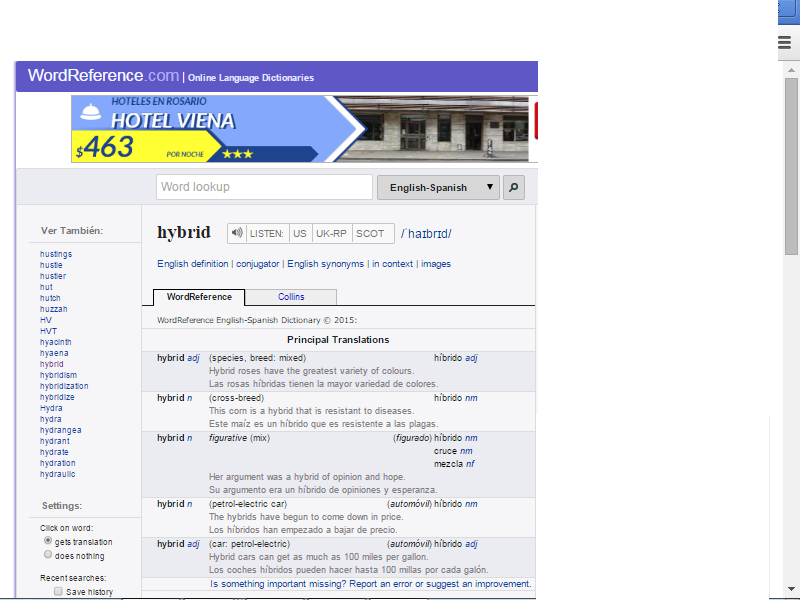 WordReference.com | Online Language Dictionaries
HOTELES EN ROSARIO
HOTEL VIENA
$463 POR NOCHE
Word lookup
English-Spanish
Ver También:
hustings
hustle
hustler
hut
hutch
huzzah
HV
HVT
hyacinth
hyaena
hybrid
hybridism
hybridization
hybridize
Hydra
hydra
hydrangea
hydrant
hydrate
hydration
hydraulic
Settings:
Click on word:
gets translation
does nothing
Recent searches:
Save history
hybrid LISTEN: US UK-RP SCOT /ˈhaɪbrɪd/
English definition | conjugator | English synonyms | in context | images
WordReference Collins
WordReference English-Spanish Dictionary © 2015:
Principal Translations
hybrid adj (species, breed: mixed) híbrido adj
Hybrid roses have the greatest variety of colours.
Las rosas híbridas tienen la mayor variedad de colores.
hybrid n (cross-breed) híbrido nm
This corn is a hybrid that is resistant to diseases.
Este maíz es un híbrido que es resistente a las plagas.
hybrid n figurative (mix) (figurado) híbrido nm
cruce nm
mezcla nf
Her argument was a hybrid of opinion and hope.
Su argumento era un híbrido de opiniones y esperanza.
hybrid n (petrol-electric car) (automóvil) híbrido nm
The hybrids have begun to come down in price.
Los híbridos han empezado a bajar de precio.
hybrid adj (car: petrol-electric) (automóvil) híbrido adj
Hybrid cars can get as much as 100 miles per gallon.
Los coches híbridos pueden hacer hasta 100 millas por cada galón.
Is something important missing? Report an error or suggest an improvement.